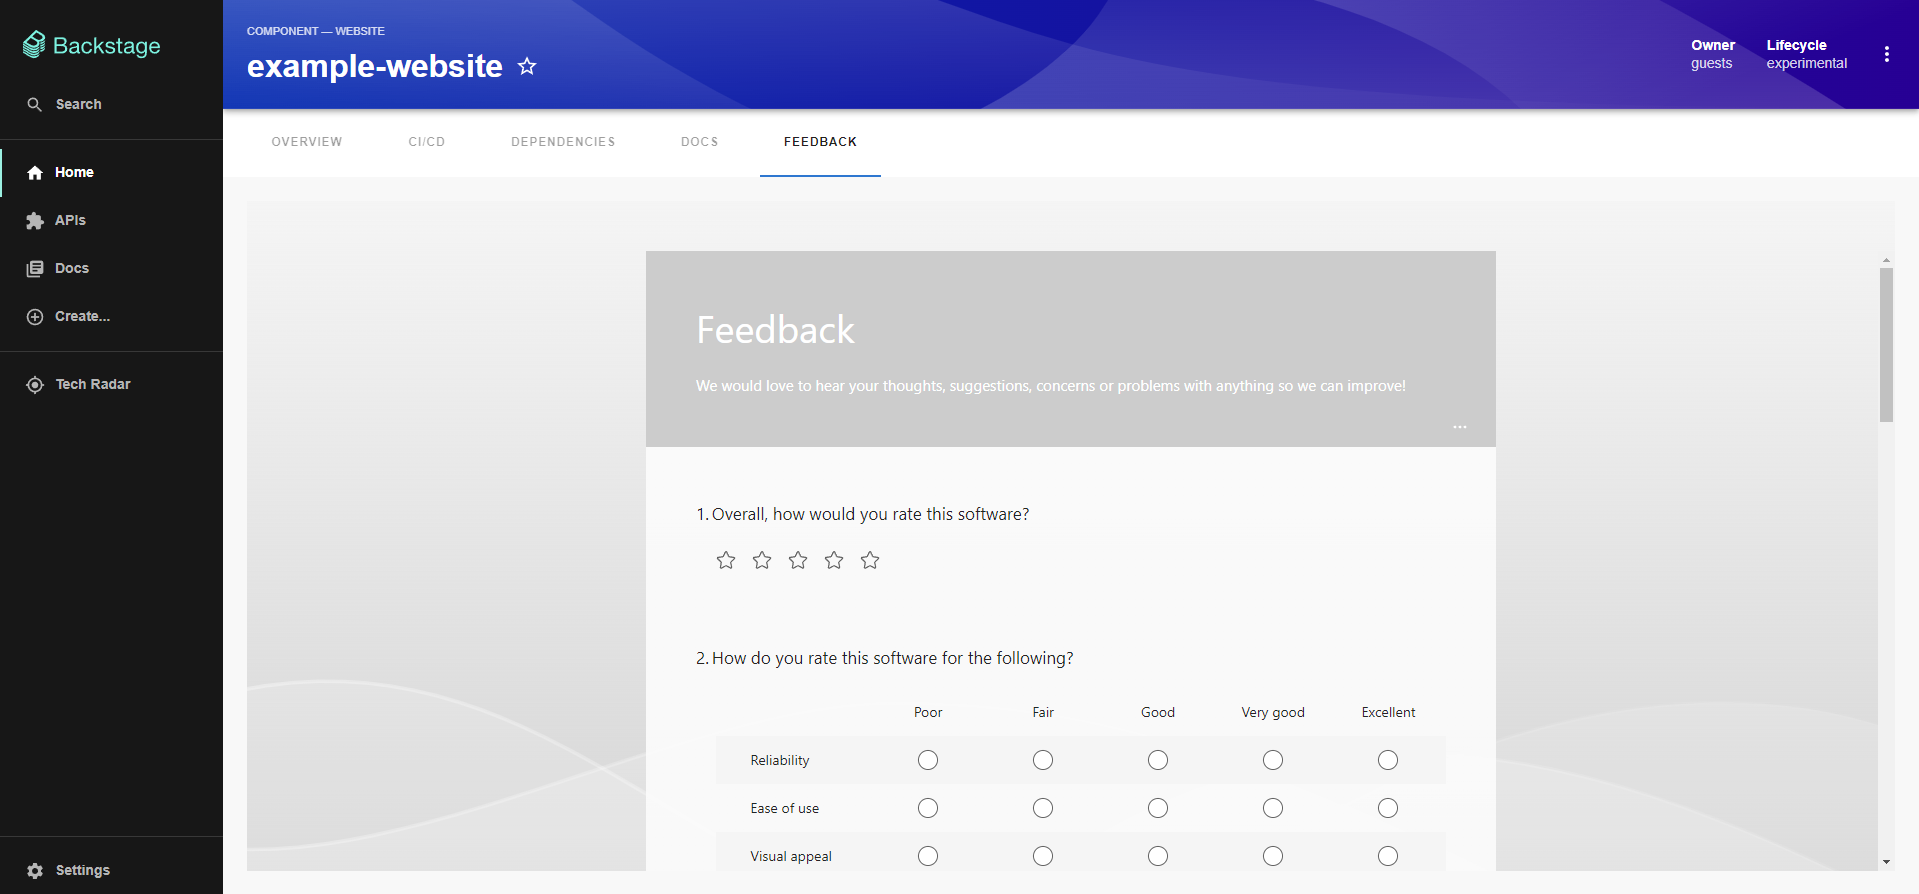 Backstage
Search
Home
APIs
Docs
Create...
Tech Radar
Settings
COMPONENT — WEBSITE
example-website
Owner
guests
Lifecycle
experimental
OVERVIEW CI/CD DEPENDENCIES DOCS FEEDBACK
Feedback
We would love to hear your thoughts, suggestions, concerns or problems with anything so we can improve!
...
1. Overall, how would you rate this software?
2. How do you rate this software for the following?
Poor Fair Good Very good Excellent
Reliability
Ease of use
Visual appeal